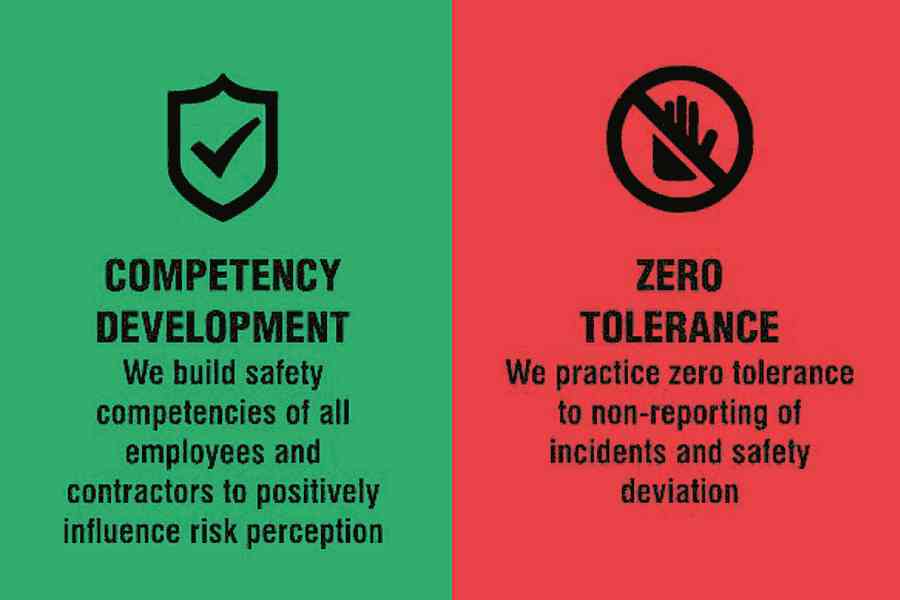 COMPETENCY
DEVELOPMENT
We build safety
competencies of all
employees and
contractors to positively
influence risk perception
ZERO
TOLERANCE
We practice zero tolerance
to non-reporting of
incidents and safety
deviation